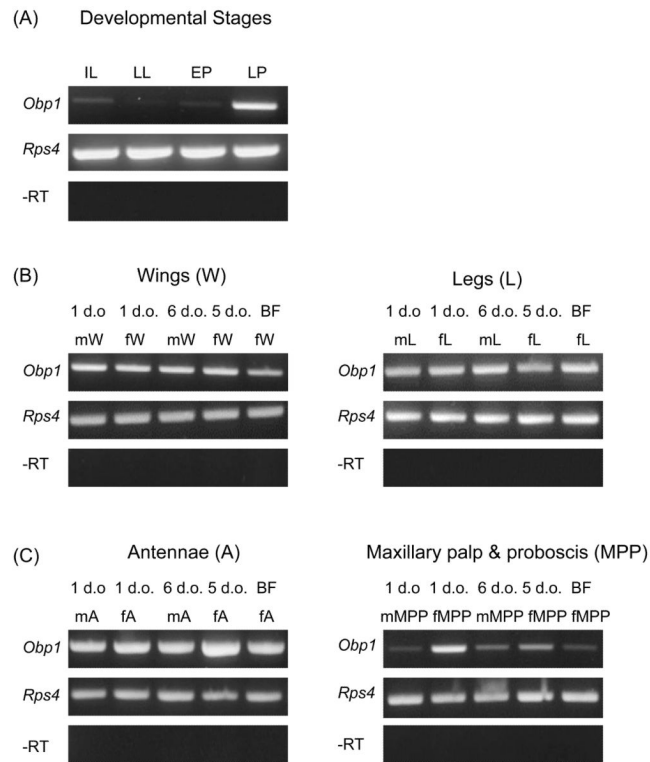 (A) Developmental Stages
IL LL EP LP
Obp1
Rps4
-RT
(B) Wings (W) Legs (L)
1 d.o 1 d.o. 6 d.o. 5 d.o. BF 1 d.o 1 d.o. 6 d.o. 5 d.o. BF
mW fW mW fW fW mL fL mL fL fL
Obp1 Obp1
Rps4 Rps4
-RT -RT
(C) Antennae (A) Maxillary palp & proboscis (MPP)
1 d.o 1 d.o. 6 d.o. 5 d.o. BF 1 d.o 1 d.o. 6 d.o. 5 d.o. BF
mA fA mA fA fA mMPP fMPP mMPP fMPP fMPP
Obp1 Obp1
Rps4 Rps4
-RT -RT